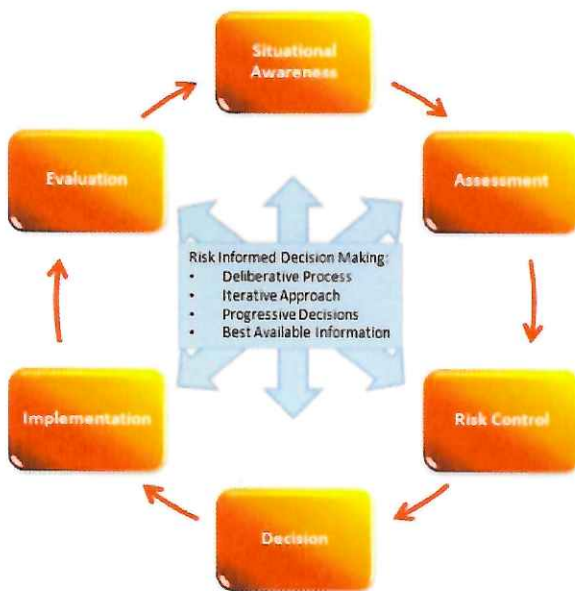 Situational
Awareness
Evaluation
Assessment
Risk Informed Decision Making:
• Deliberative Process
• Iterative Approach
• Progressive Decisions
• Best Available Information
Implementation
Risk Control
Decision